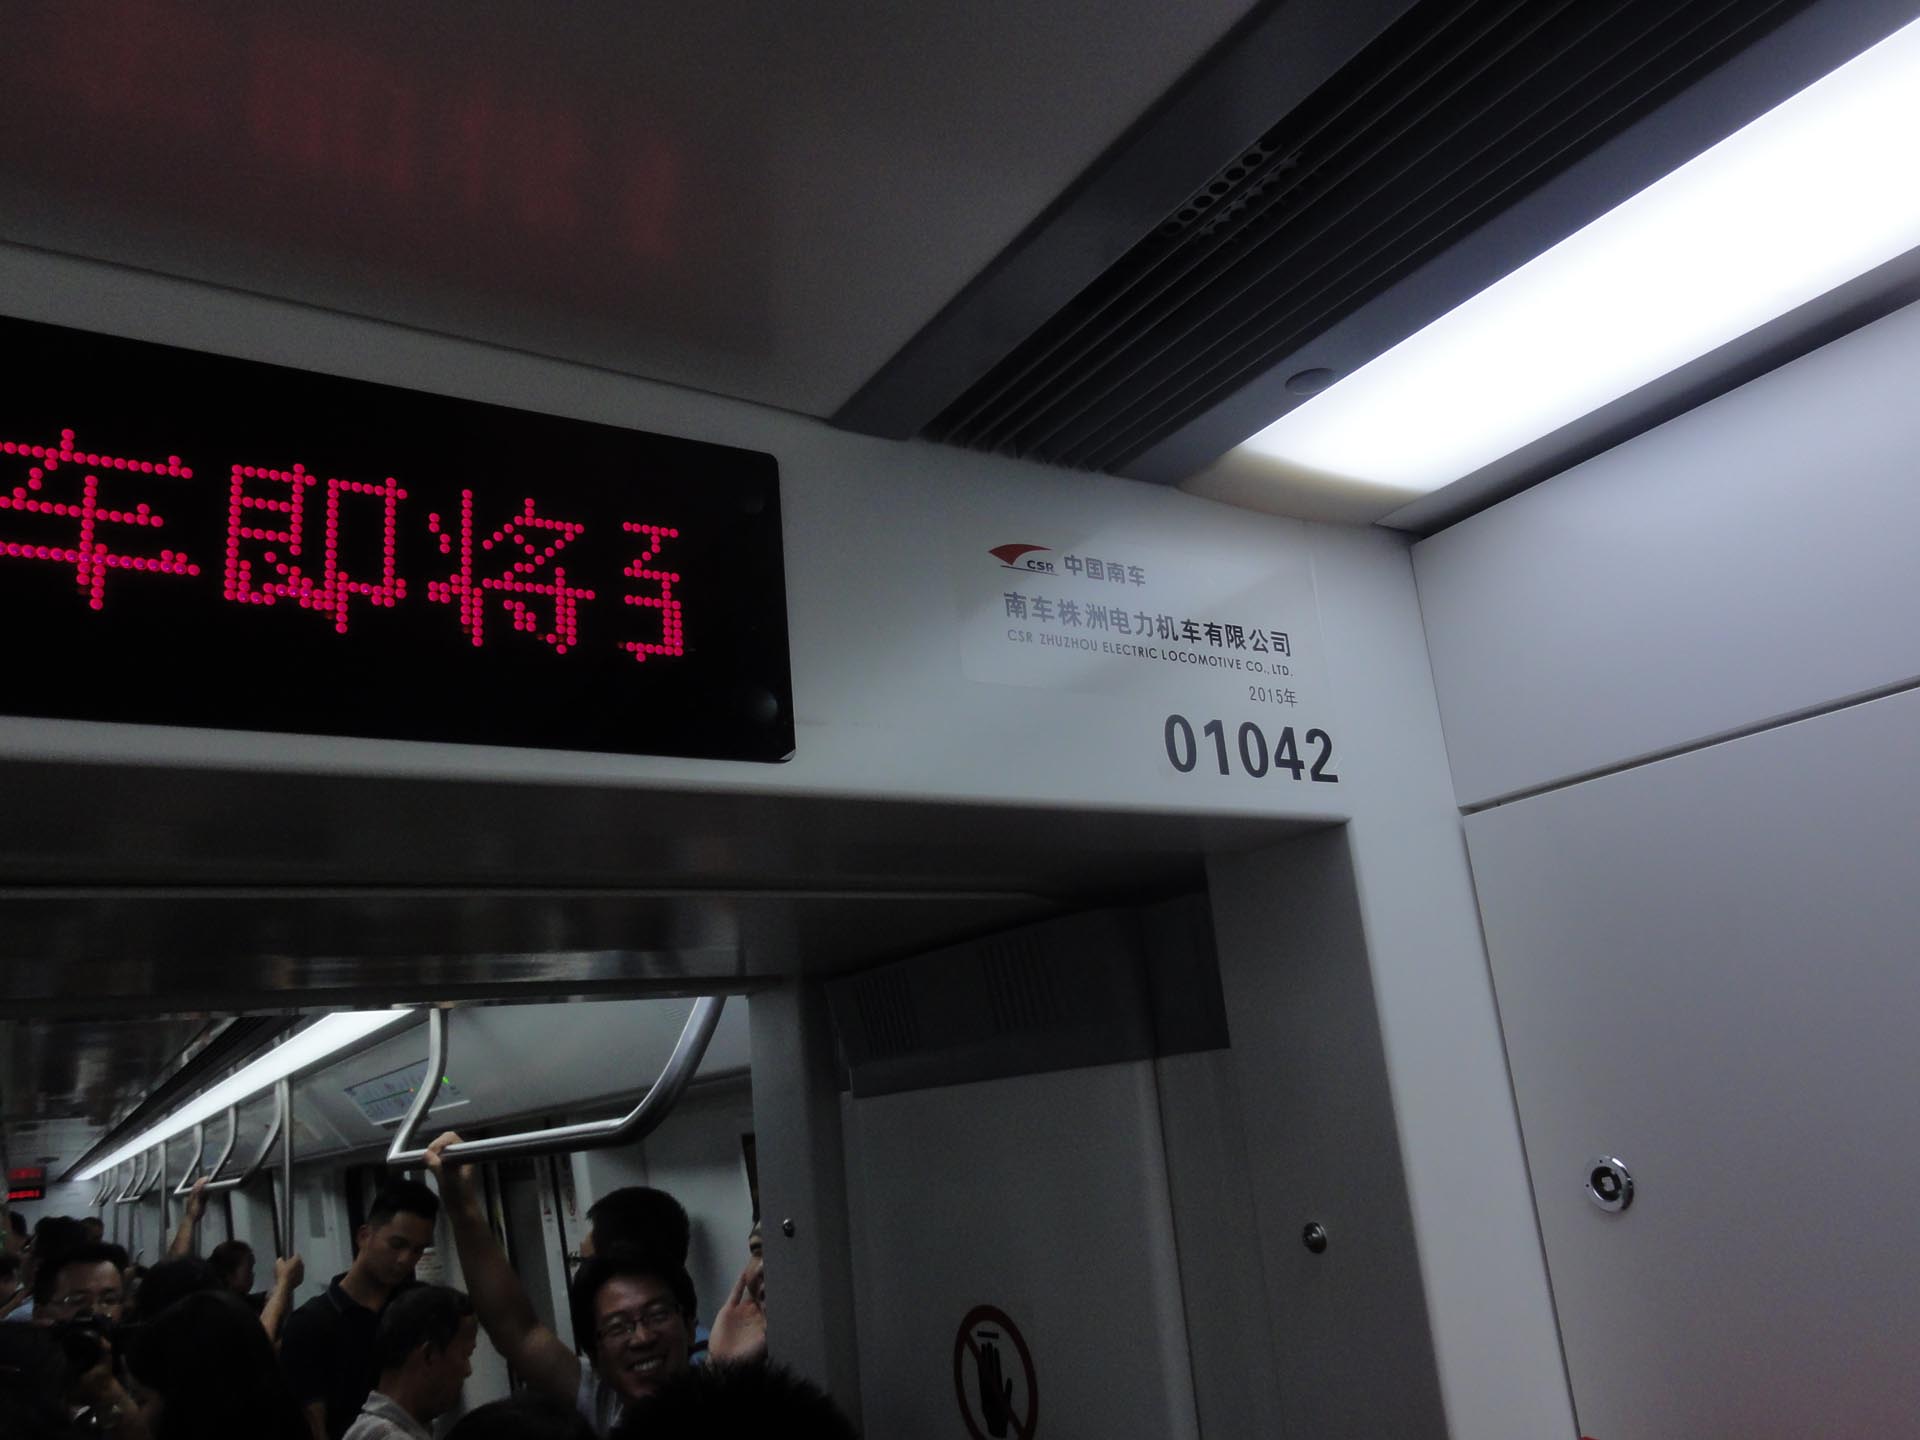 车即将
CSR 中国南车
南车株洲电力机车有限公司
CSR ZHUZHOU ELECTRIC LOCOMOTIVE CO.,LTD.
2015年
01042